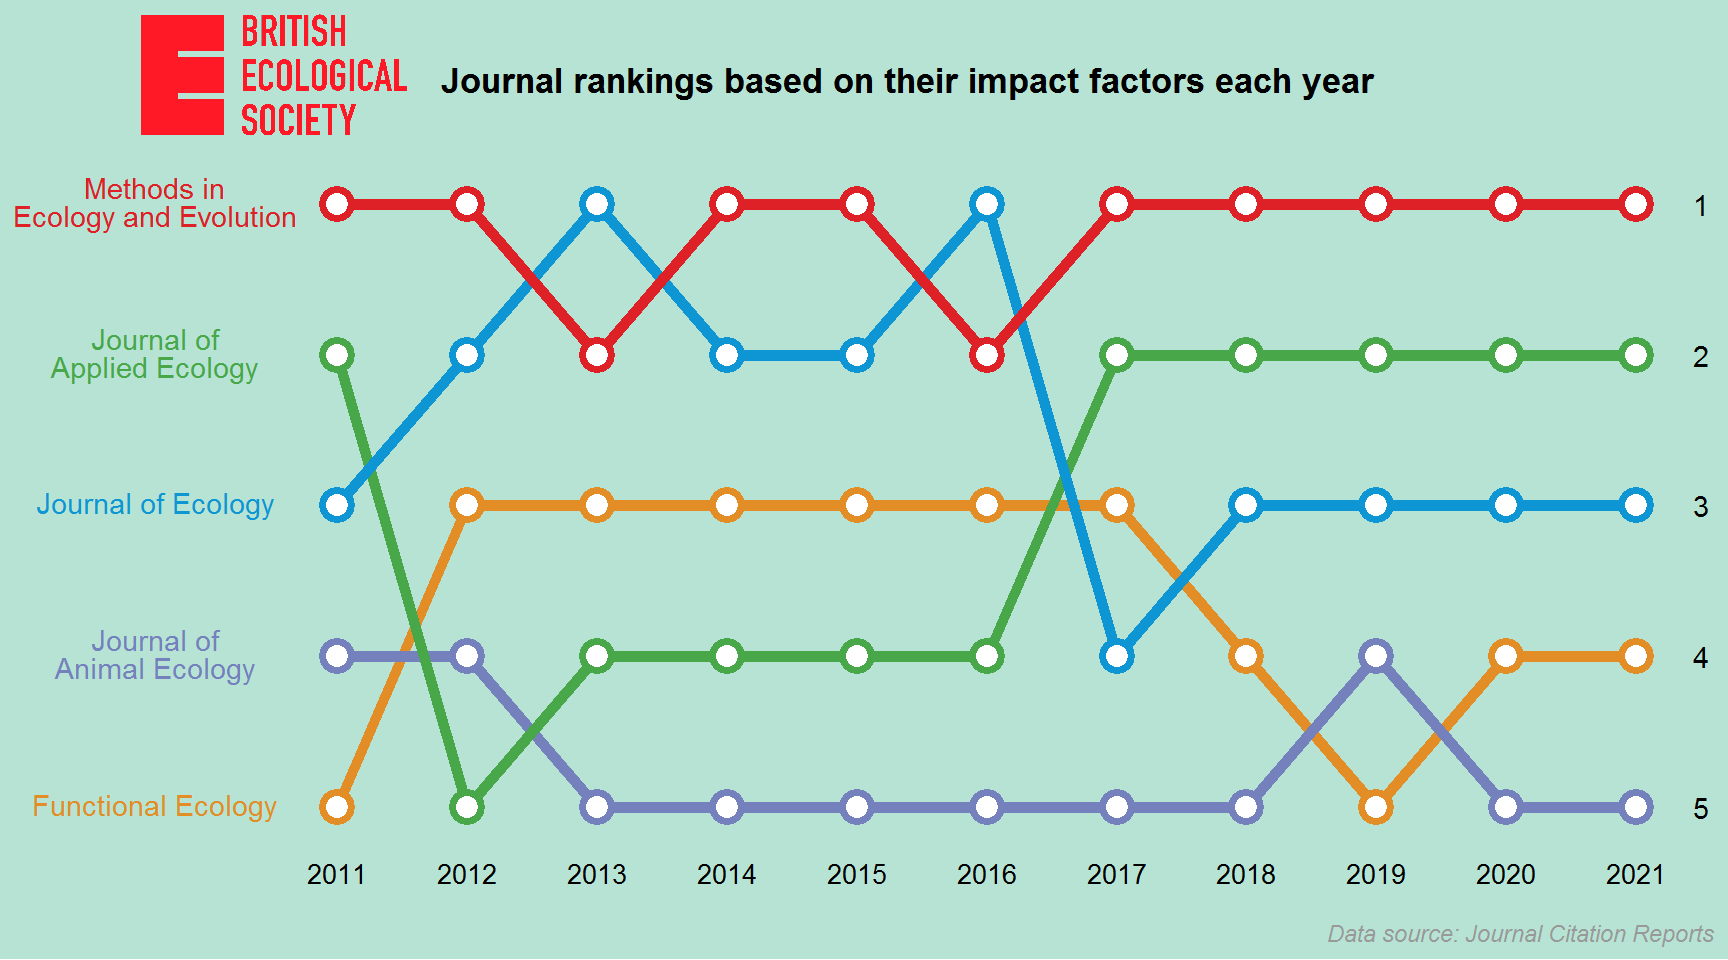 BRITISH
ECOLOGICAL
SOCIETY
Journal rankings based on their impact factors each year
Methods in
Ecology and Evolution
1
Journal of
Applied Ecology
2
Journal of Ecology
3
Journal of
Animal Ecology
4
Functional Ecology
5
2011 2012 2013 2014 2015 2016 2017 2018 2019 2020 2021
Data source: Journal Citation Reports